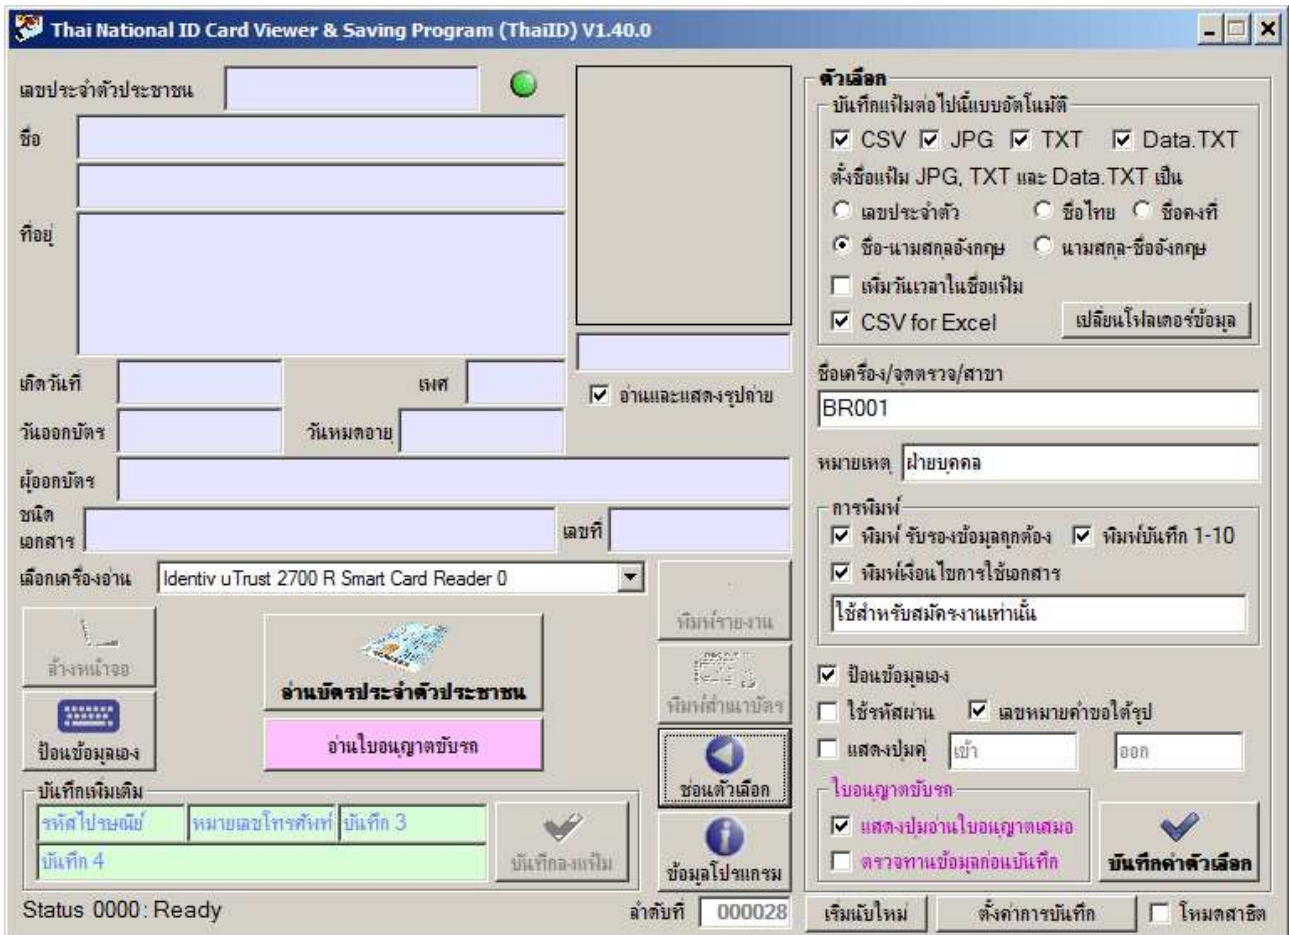 Thai National ID Card Viewer & Saving Program (ThaiID) V1.40.0
เลขประจำตัวประชาชน
ชื่อ
ที่อยู่
เกิดวันที่
เพศ
อ่านและแสดงรูปถ่าย
วันออกบัตร
วันหมดอายุ
ผู้ออกบัตร
ชนิด
เอกสาร
เลขที่
เลือกเครื่องอ่าน
Identiv uTrust 2700 R Smart Card Reader 0
ล้างหน้าจอ
อ่านบัตรประจำตัวประชาชน
พิมพ์รายงาน
พิมพ์สำเนาบัตร
ป้อนข้อมูลเอง
อ่านใบอนุญาตขับรถ
ซ่อนตัวเลือก
บันทึกเพิ่มเติม
รหัสไปรษณีย์ หมายเลขโทรศัพท์ บันทึก 3
บันทึก 4
บันทึกลงแฟ้ม
ข้อมูลโปรแกรม
Status 0000: Ready
ลำดับที่ 000028
ตัวเลือก
บันทึกแฟ้มต่อไปนี้แบบอัตโนมัติ
CSV JPG TXT Data.TXT
ตั้งชื่อแฟ้ม JPG, TXT และ Data.TXT เป็น
เลขประจำตัว ชื่อไทย ชื่อคงที่
ชื่อ-นามสกุลอังกฤษ นามสกุล-ชื่ออังกฤษ
เพิ่มวันเวลาในชื่อแฟ้ม
CSV for Excel เปลี่ยนโฟลเดอร์ข้อมูล
ชื่อเครื่อง/จุดตรวจ/สาขา
BR001
หมายเหตุ ฝ่ายบุคคล
การพิมพ์
พิมพ์ รับรองข้อมูลถูกต้อง พิมพ์บันทึก 1-10
พิมพ์เงื่อนไขการใช้เอกสาร
ใช้สำหรับสมัครงานเท่านั้น
ป้อนข้อมูลเอง
ใช้รหัสผ่าน เลขหมายคำขอใต้รูป
แสดงปุ่มคู่ เข้า ออก
ใบอนุญาตขับรถ
แสดงปุ่มอ่านใบอนุญาตเสมอ
ตรวจทานข้อมูลก่อนบันทึก
บันทึกค่าตัวเลือก
เริ่มนับใหม่ ตั้งค่าการบันทึก โหมดสาธิต